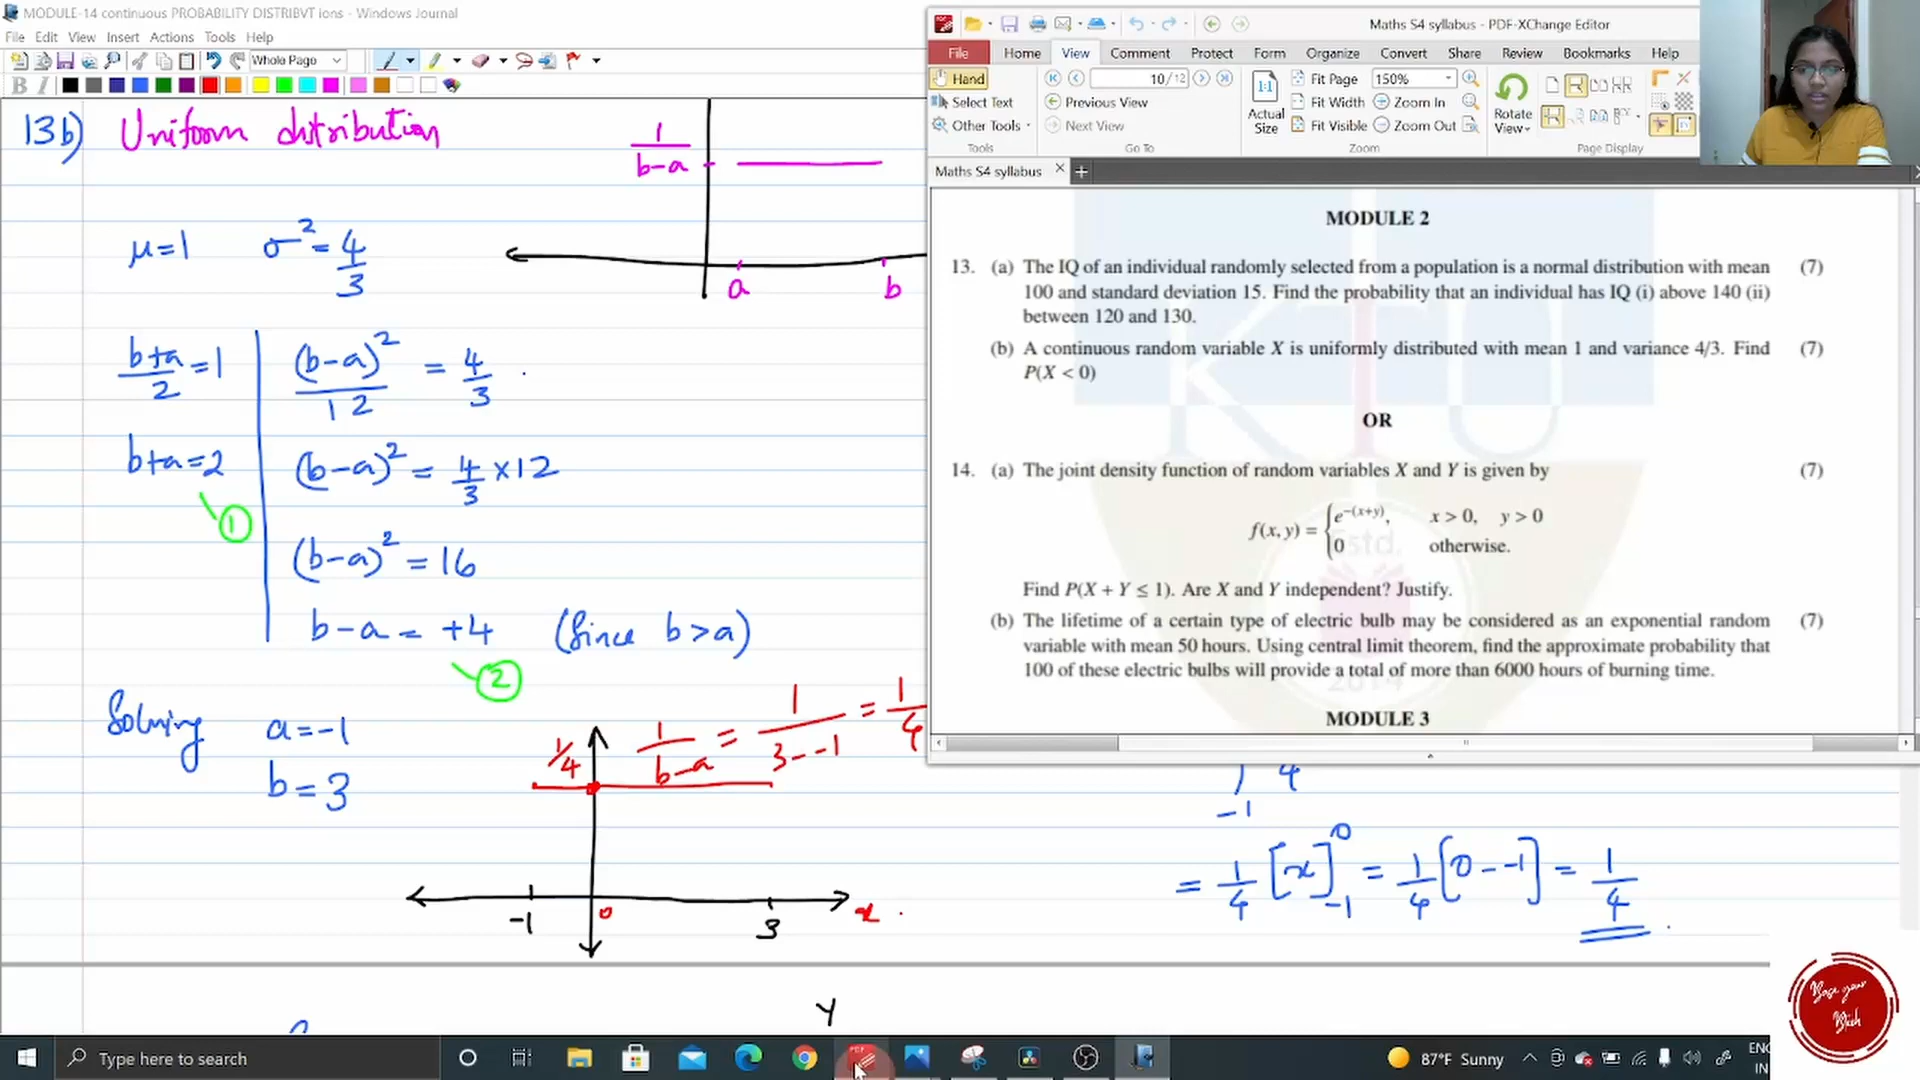 MODULE-14 continuous PROBABILITY DISTRIBVT ions - Windows Journal
File Edit View Insert Actions Tools Help
Whole Page
B I
13b) Uniform distribution
1/(b-a)
a b
μ=1 σ²=4/3
(b+a)/2=1 (b-a)²/12 = 4/3
b+a=2 (b-a)² = 4/3 ×12
1
(b-a)² = 16
b-a = +4 (Since b>a)
2
Solving a=-1
b=3
1/4 1/(b-a) = 1/(3--1) = 1/4
-1 0 3 x
Y
-1 4
= 1/4 [x]⁰₋₁ = 1/4 [0--1] = 1/4
Maths S4 syllabus - PDF-XChange Editor
File Home View Comment Protect Form Organize Convert Share Review Bookmarks Help
Hand
Select Text
Other Tools
Tools
10/12
Previous View
Next View
Go To
1:1
Actual Size
Fit Page 150%
Fit Width Zoom In
Fit Visible Zoom Out
Zoom
Rotate View
Page Display
Maths S4 syllabus
MODULE 2
13. (a) The IQ of an individual randomly selected from a population is a normal distribution with mean (7)
100 and standard deviation 15. Find the probability that an individual has IQ (i) above 140 (ii)
between 120 and 130.
(b) A continuous random variable X is uniformly distributed with mean 1 and variance 4/3. Find (7)
P(X < 0)
OR
14. (a) The joint density function of random variables X and Y is given by (7)
f(x, y) = { e^−(x+y), x > 0, y > 0
0 otherwise.
Find P(X + Y ≤ 1). Are X and Y independent? Justify.
(b) The lifetime of a certain type of electric bulb may be considered as an exponential random (7)
variable with mean 50 hours. Using central limit theorem, find the approximate probability that
100 of these electric bulbs will provide a total of more than 6000 hours of burning time.
MODULE 3
Type here to search
87°F Sunny
ENG
IN